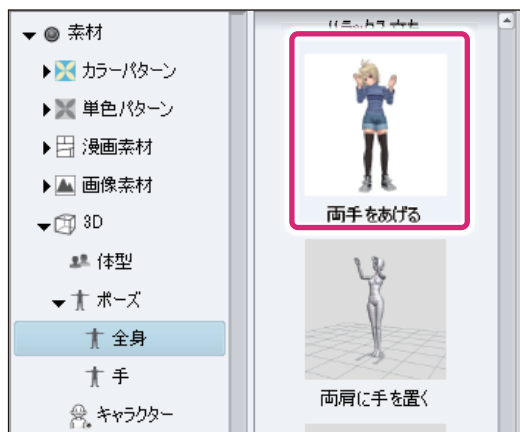 素材
カラーパターン
単色パターン
漫画素材
画像素材
3D
体型
ポーズ
全身
手
キャラクター
両手をあげる
両肩に手を置く